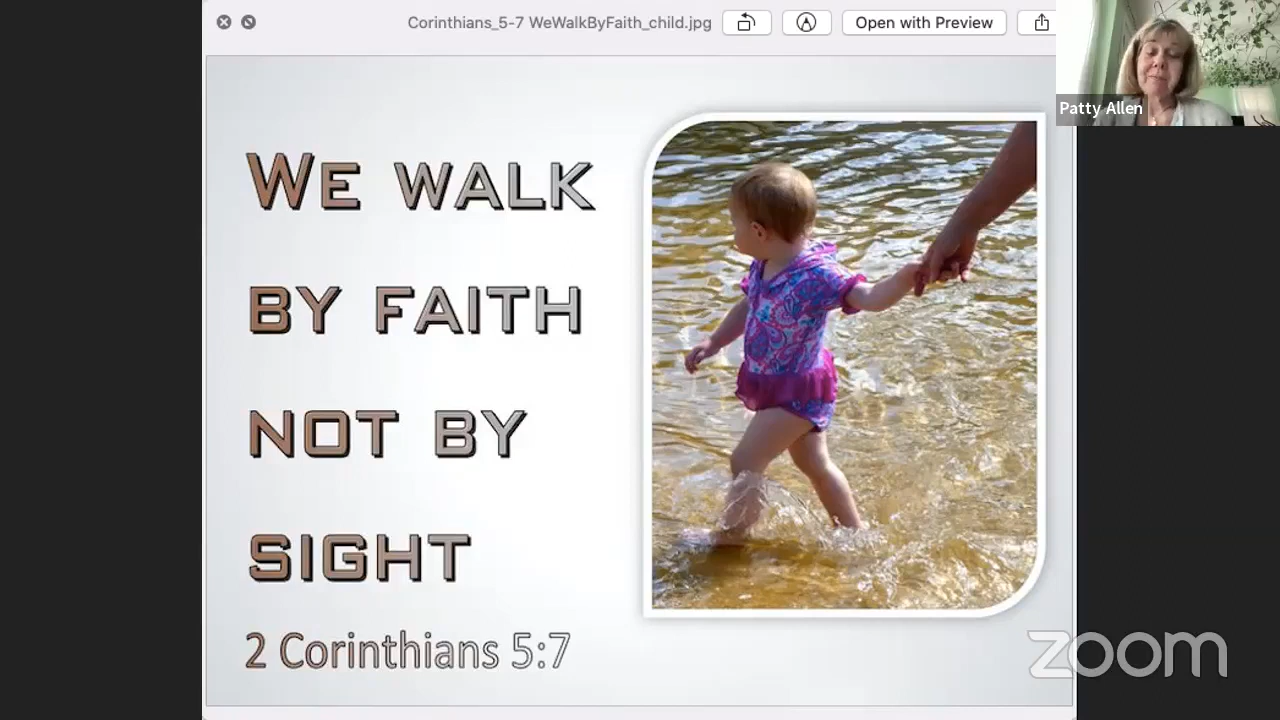 Corinthians_5-7 WeWalkByFaith_child.jpg
Open with Preview
Patty Allen
WE WALK
BY FAITH
NOT BY
SIGHT
2 Corinthians 5:7
zoom